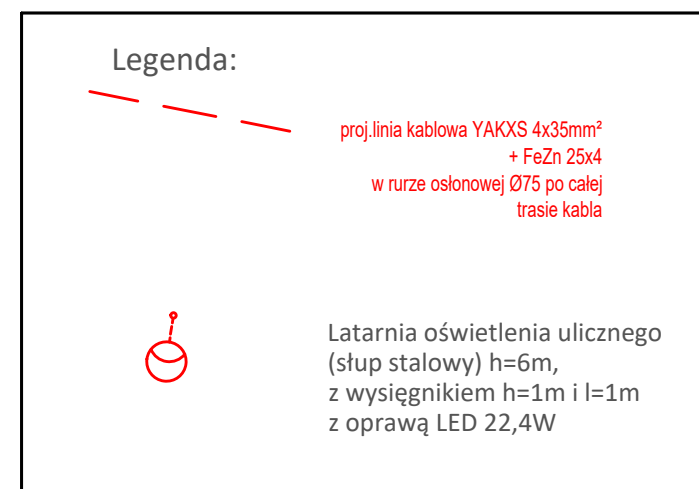 Legenda:
proj.linia kablowa YAKXS 4x35mm²
+ FeZn 25x4
w rurze osłonowej Ø75 po całej
trasie kabla
Latarnia oświetlenia ulicznego
(słup stalowy) h=6m,
z wysięgnikiem h=1m i l=1m
z oprawą LED 22,4W